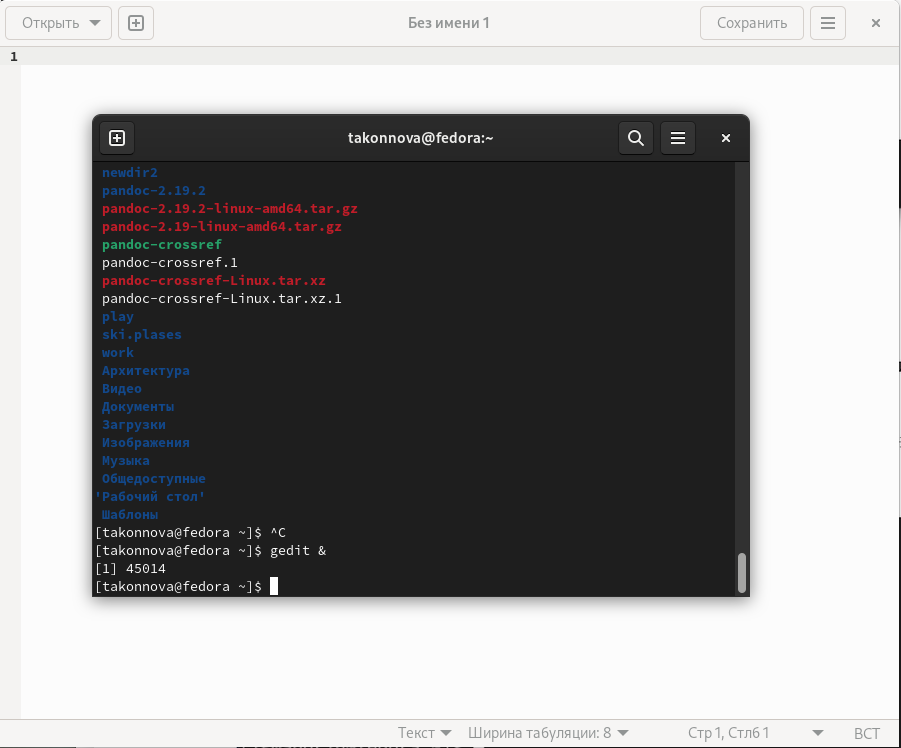 Открыть
Без имени 1
Сохранить
1
takonnova@fedora:~
newdir2
pandoc-2.19.2
pandoc-2.19.2-linux-amd64.tar.gz
pandoc-2.19-linux-amd64.tar.gz
pandoc-crossref
pandoc-crossref.1
pandoc-crossref-Linux.tar.xz
pandoc-crossref-Linux.tar.xz.1
play
ski.plases
work
Архитектура
Видео
Документы
Загрузки
Изображения
Музыка
Общедоступные
'Рабочий стол'
Шаблоны
[takonnova@fedora ~]$ ^C
[takonnova@fedora ~]$ gedit &
[1] 45014
[takonnova@fedora ~]$
Текст Ширина табуляции: 8 Стр 1, Стлб 1 ВСТ